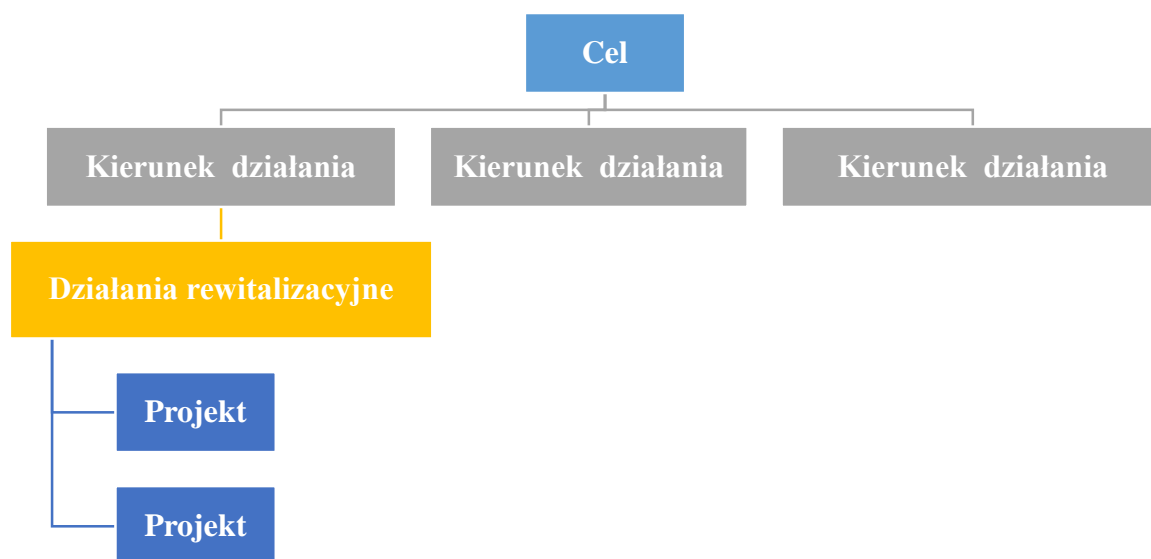 Cel
Kierunek działania
Kierunek działania
Kierunek działania
Działania rewitalizacyjne
Projekt
Projekt